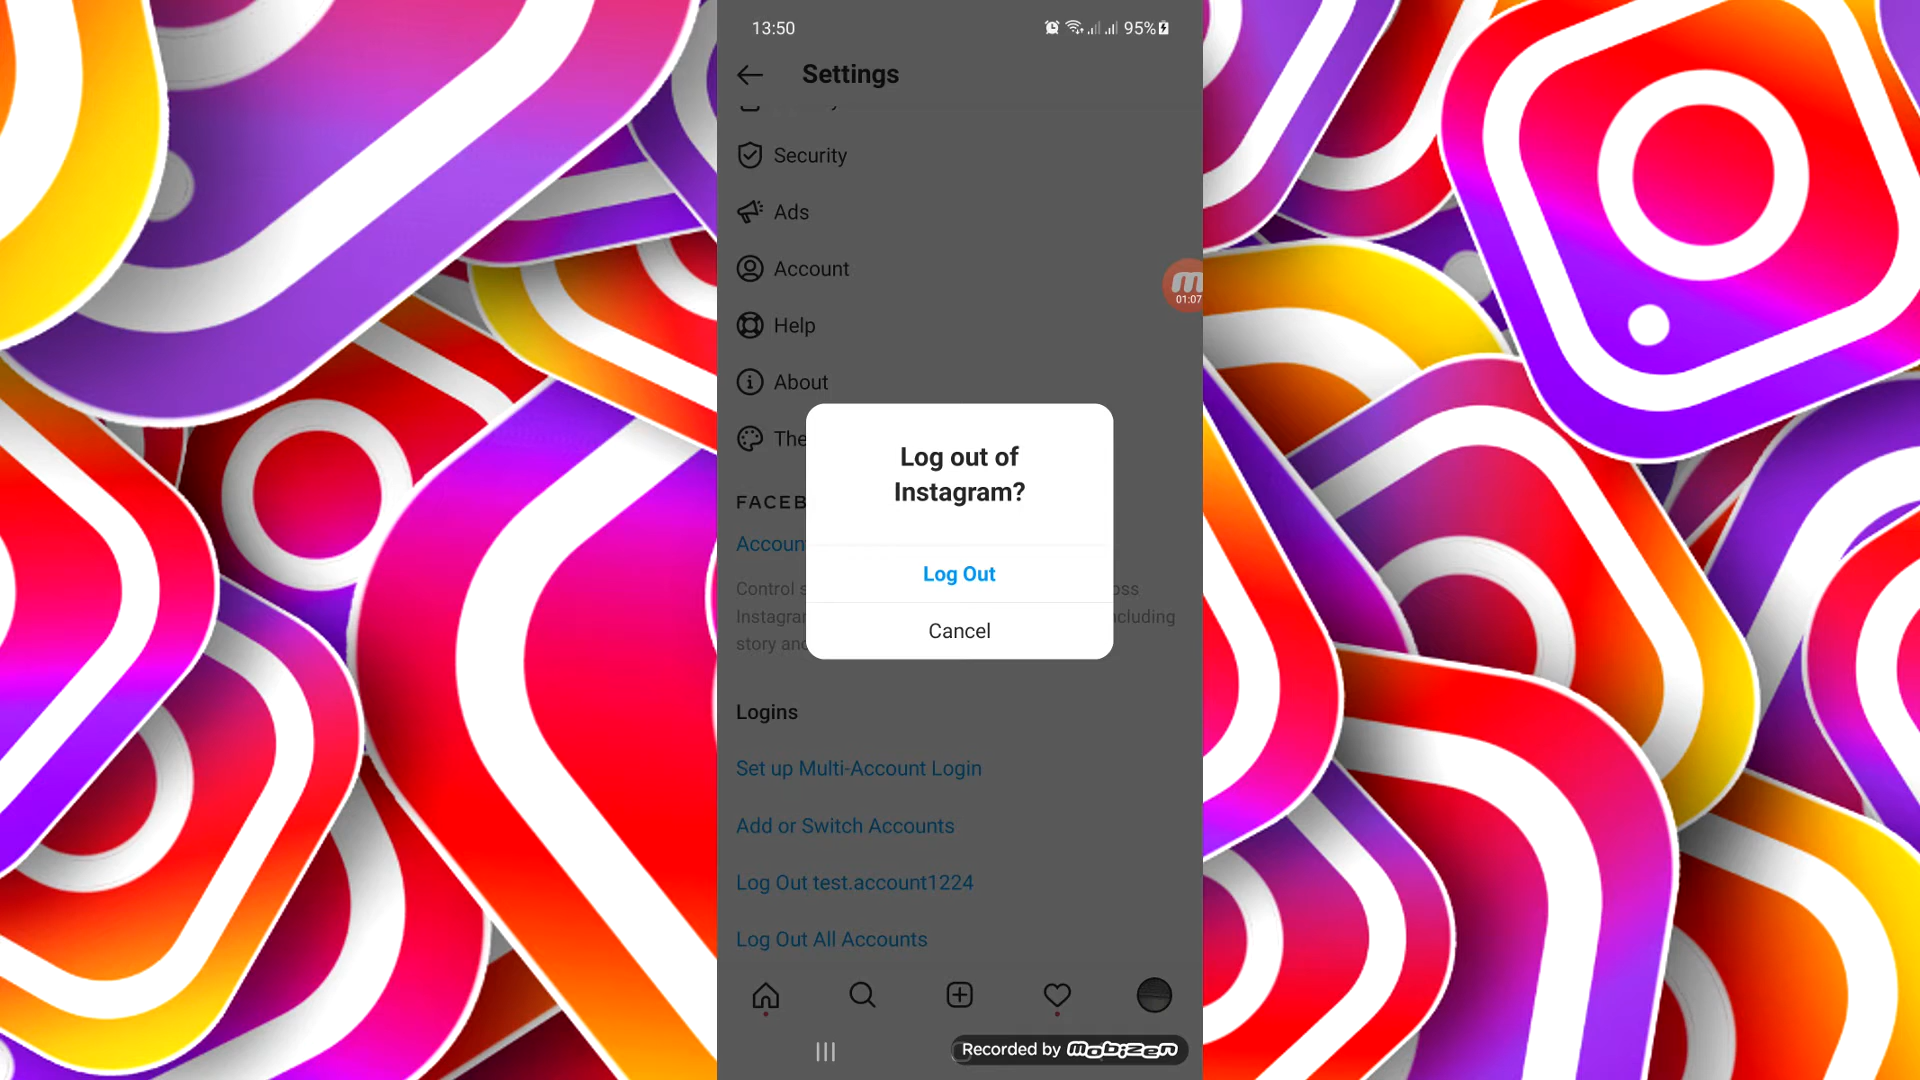 13:50
95%
Settings
Security
Ads
Account
01:07
Help
About
The
Log out of
Instagram?
FACEB
Accoun
Log Out
Control s
oss
Instagra
cluding
Cancel
story an
Logins
Set up Multi-Account Login
Add or Switch Accounts
Log Out test.account1224
Log Out All Accounts
Recorded by mobizen